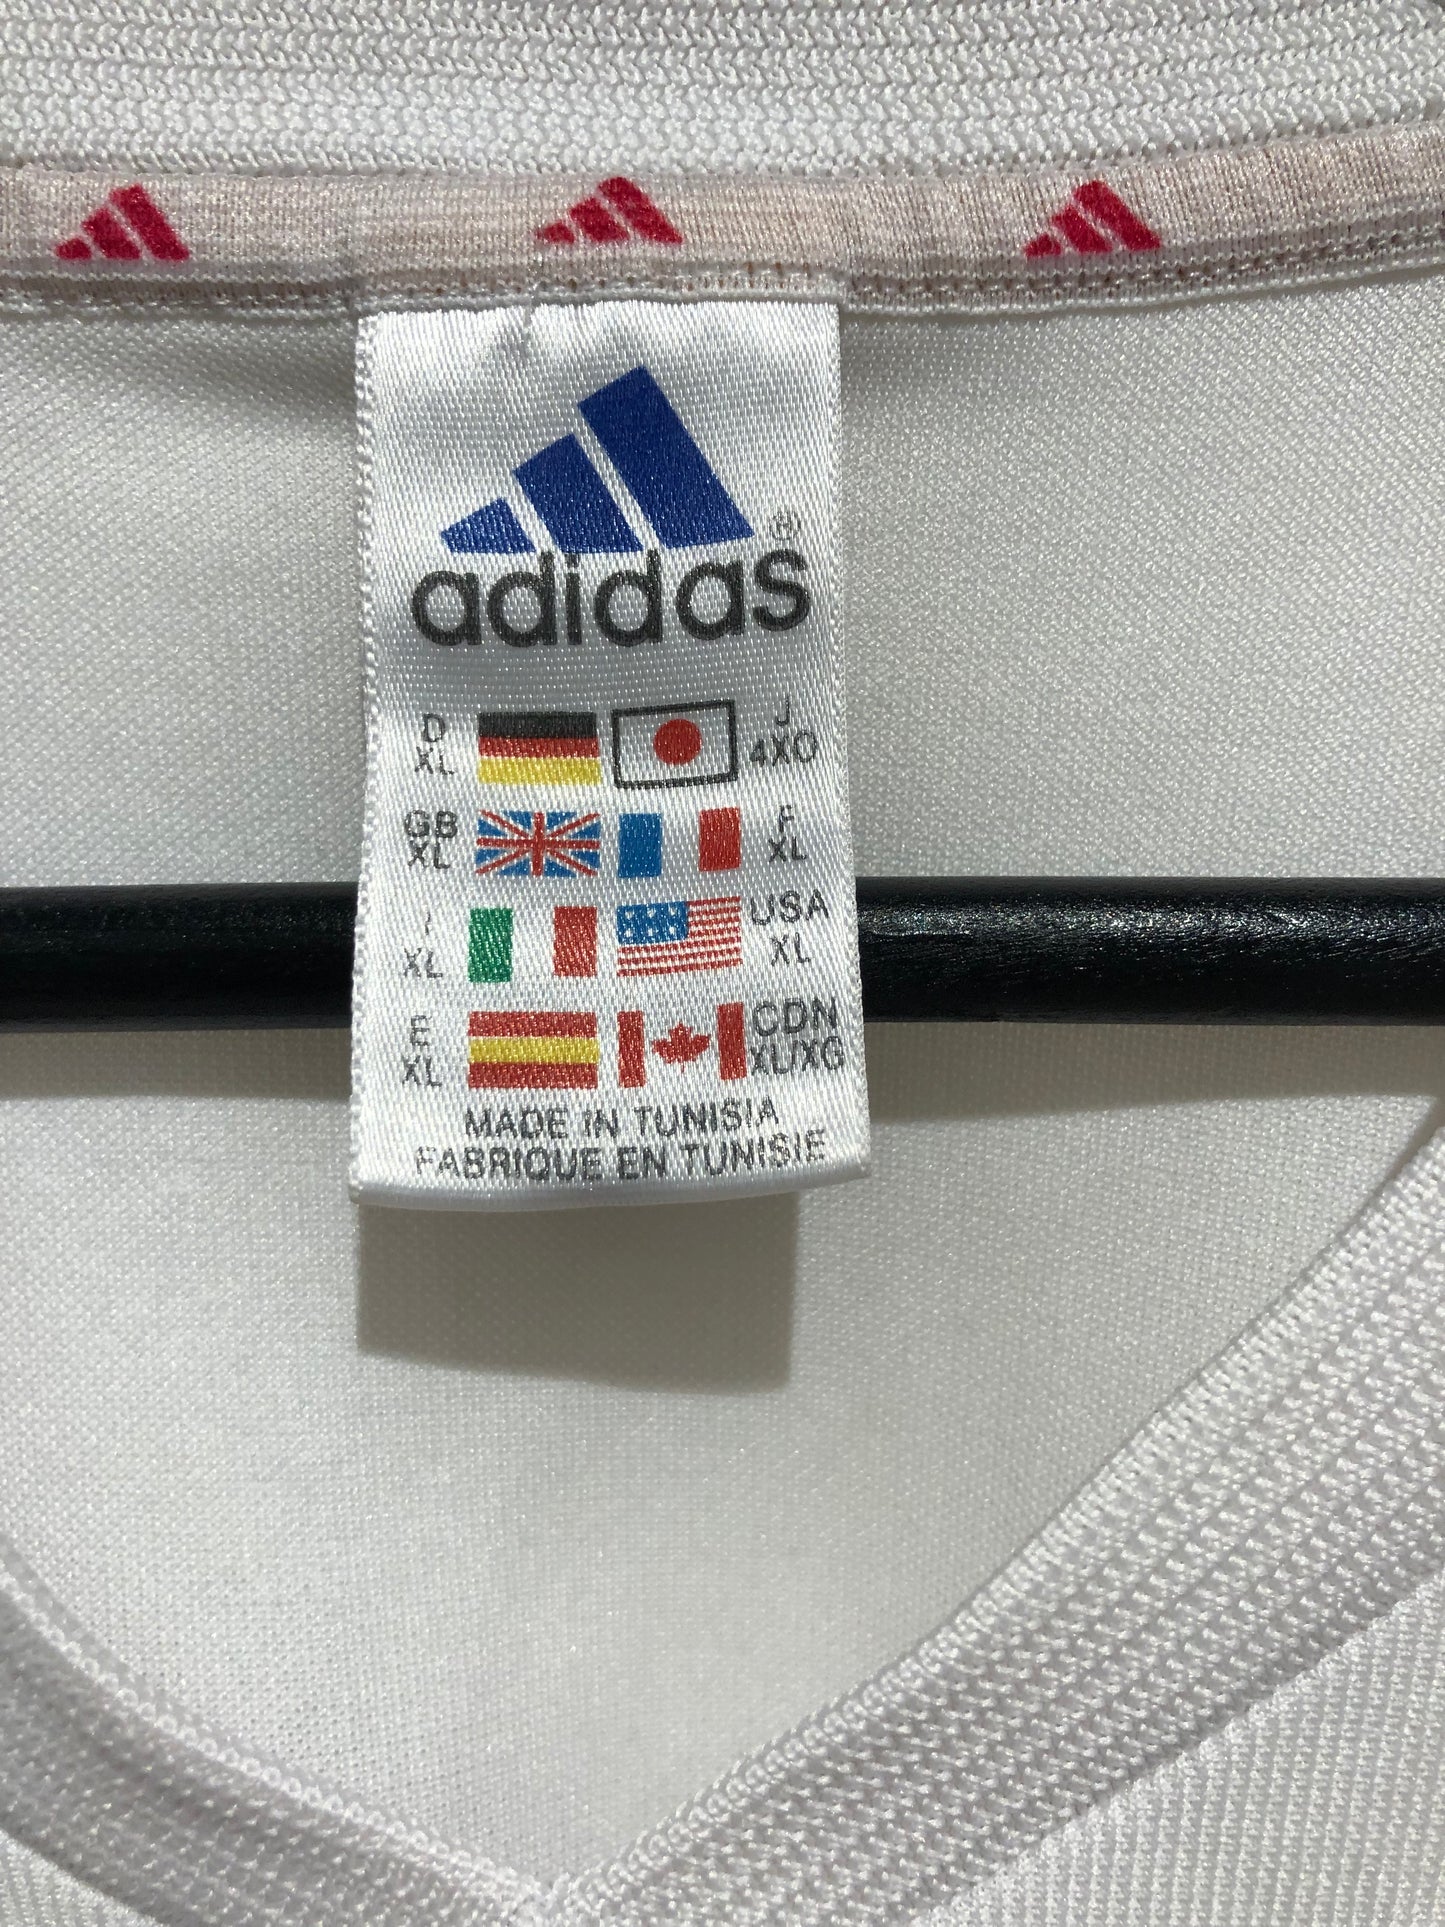 adidas®
D
XL
J
4XO
GB
XL
F
XL
I
XL
USA
XL
E
XL
CDN
XL/XG
MADE IN TUNISIA
FABRIQUE EN TUNISIE